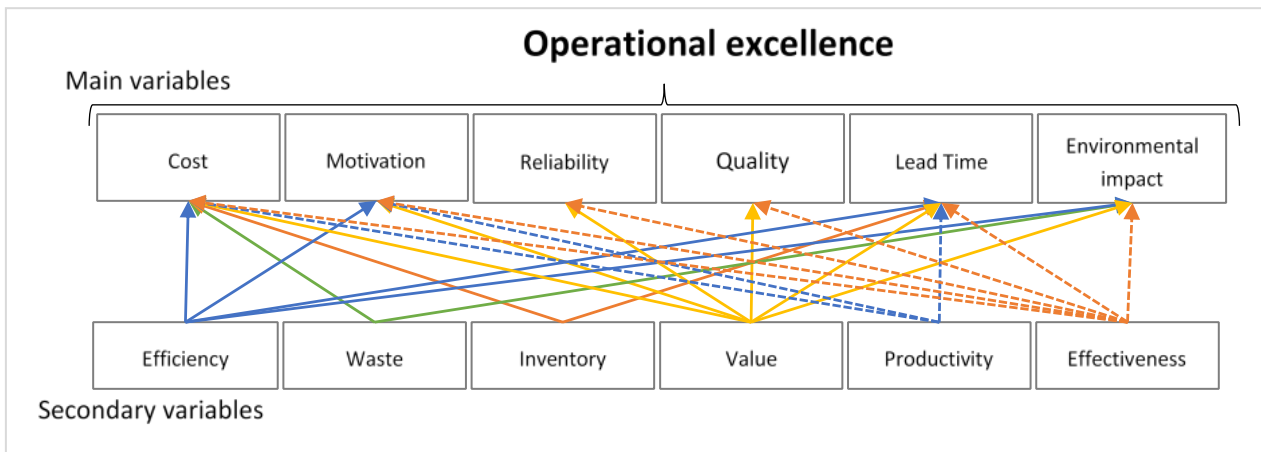 Operational excellence
Main variables
Cost
Motivation
Reliability
Quality
Lead Time
Environmental
impact
Efficiency
Waste
Inventory
Value
Productivity
Effectiveness
Secondary variables